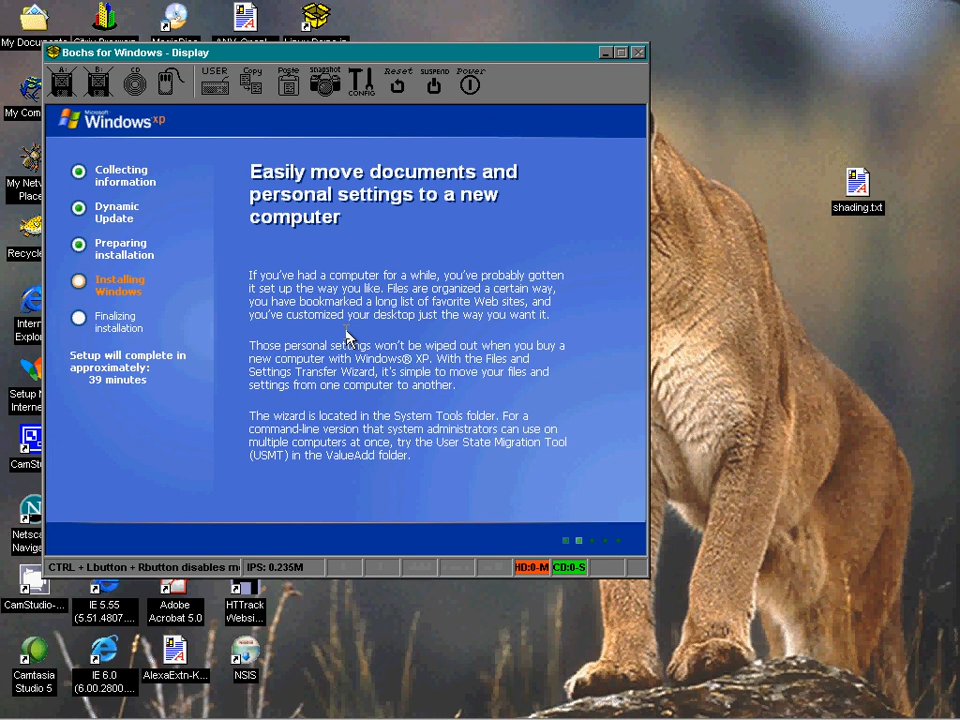 My Documents
Bochs for Windows - Display
A:
B:
CD
USER
Copy
Paste
snapshot
CONFIG
Reset
SUSPEND
Power
My Com
My Net
Place
Recycle
Intern
Explor
Setup
Interne
CamStu
Netsc
Naviga
shading.txt
Microsoft
Windows xp
Collecting
information
Dynamic
Update
Preparing
installation
Installing
Windows
Finalizing
installation
Setup will complete in
approximately:
39 minutes
Easily move documents and
personal settings to a new
computer
If you've had a computer for a while, you've probably gotten
it set up the way you like. Files are organized a certain way,
you have bookmarked a long list of favorite Web sites, and
you've customized your desktop just the way you want it.
Those personal settings won't be wiped out when you buy a
new computer with Windows® XP. With the Files and
Settings Transfer Wizard, it's simple to move your files and
settings from one computer to another.
The wizard is located in the System Tools folder. For a
command-line version that system administrators can use on
multiple computers at once, try the User State Migration Tool
(USMT) in the ValueAdd folder.
CTRL + Lbutton + Rbutton disables m
IPS: 0.235M
HD:0-M
CD:0-S
CamStudio-...
IE 5.55
(5.51.4807....
Adobe
Acrobat 5.0
HTTrack
Websi...
Camtasia
Studio 5
IE 6.0
(6.00.2800....
AlexaExtn-K...
NSIS